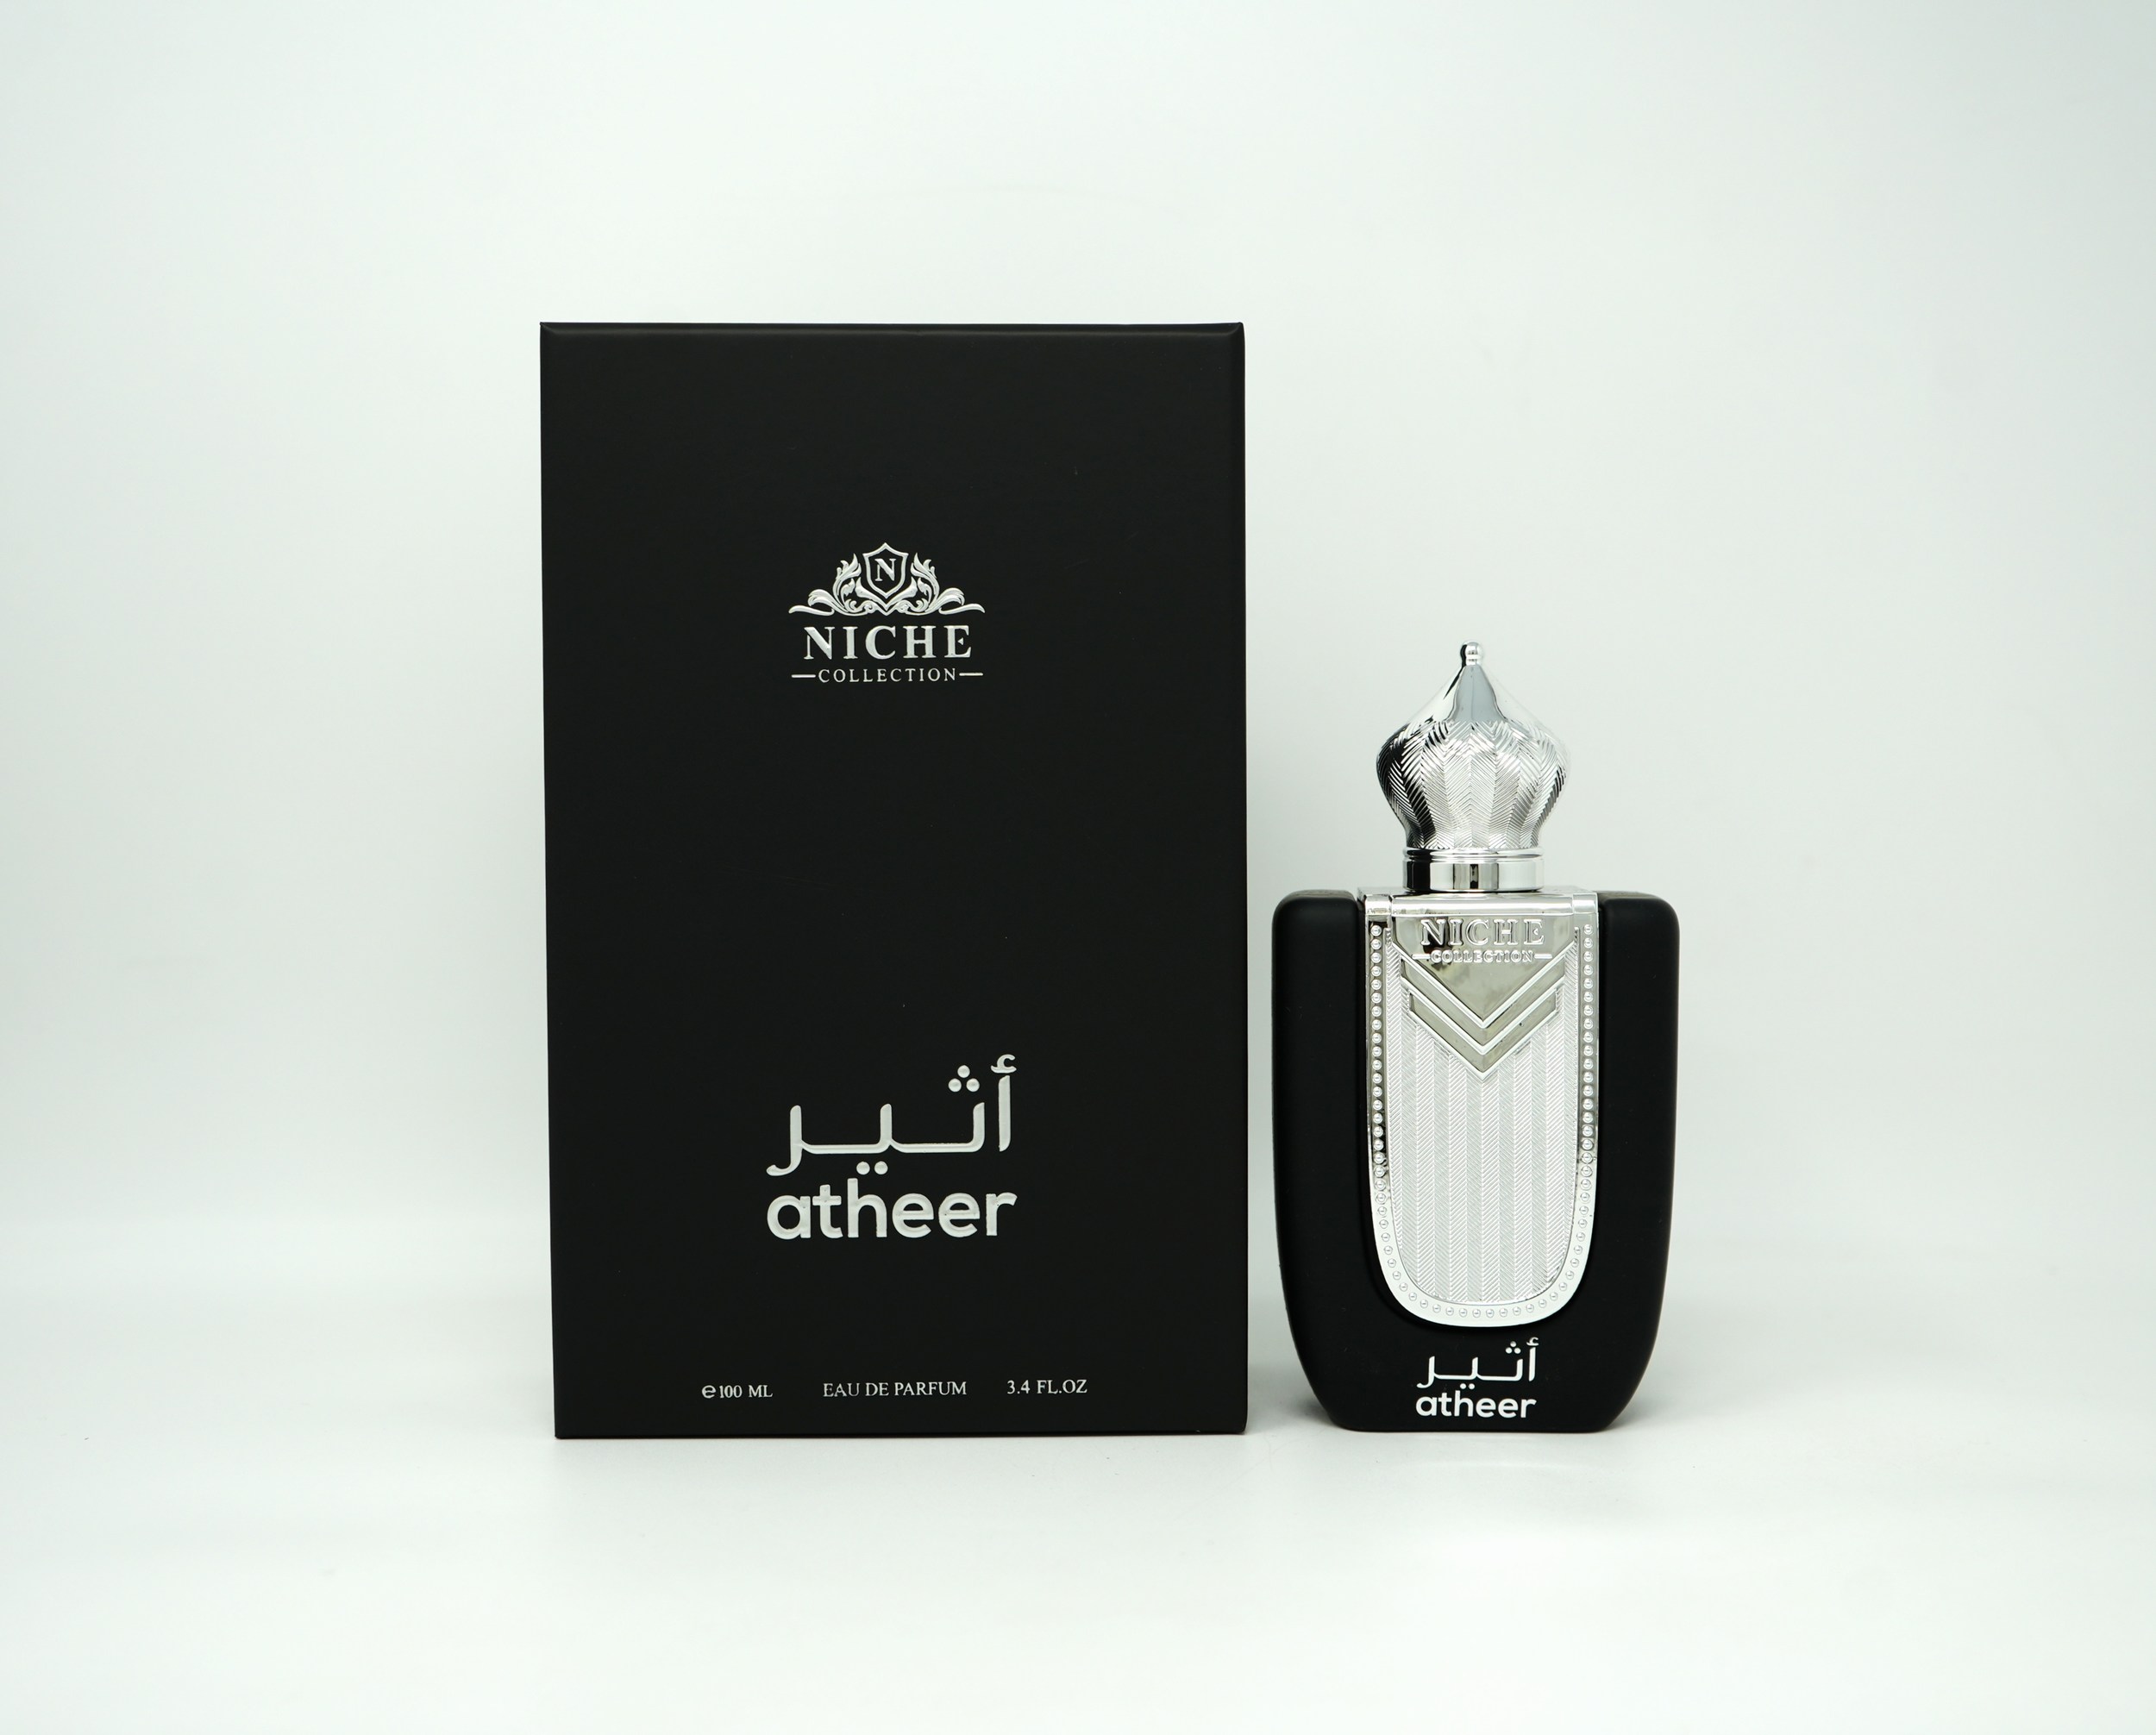 N
NICHE
COLLECTION
أثير
atheer
℮100 ML EAU DE PARFUM 3.4 FL.OZ
NICHE
COLLECTION
أثير
atheer